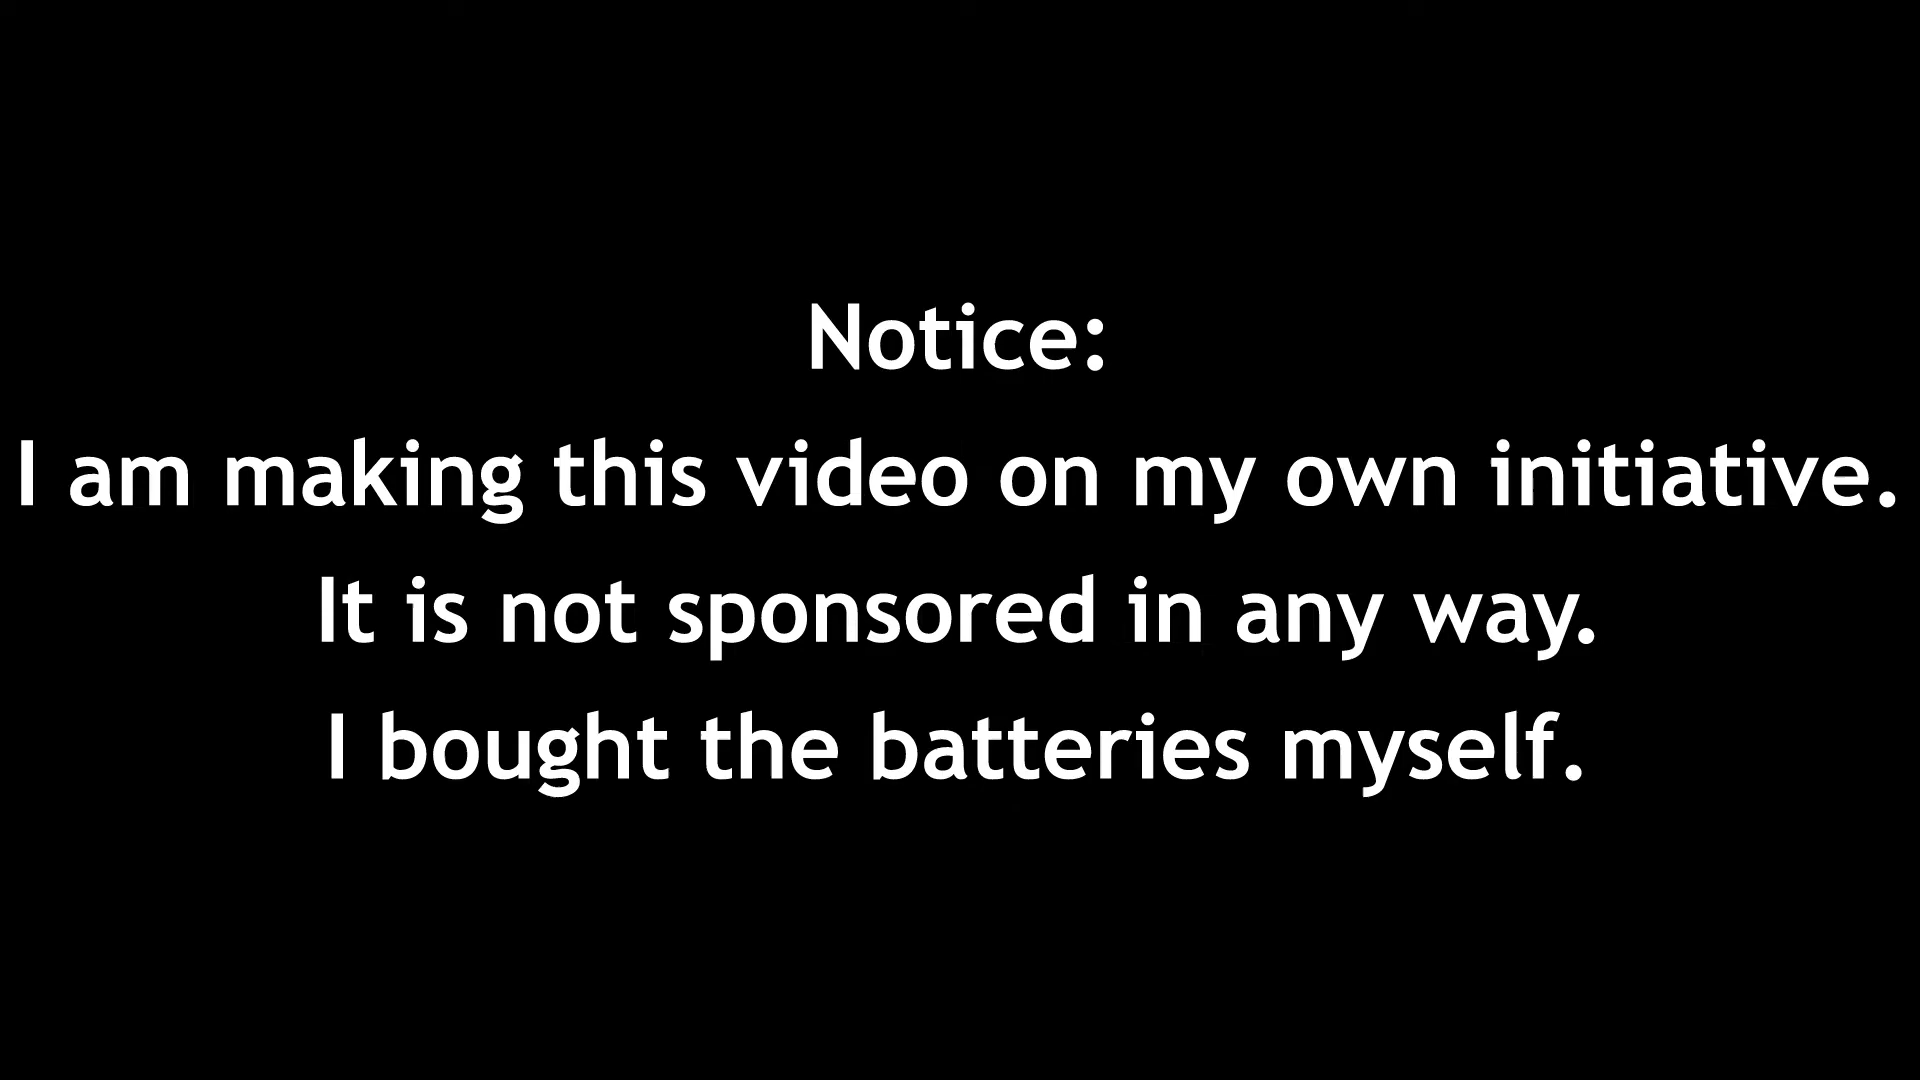 Notice:
I am making this video on my own initiative.
It is not sponsored in any way.
I bought the batteries myself.